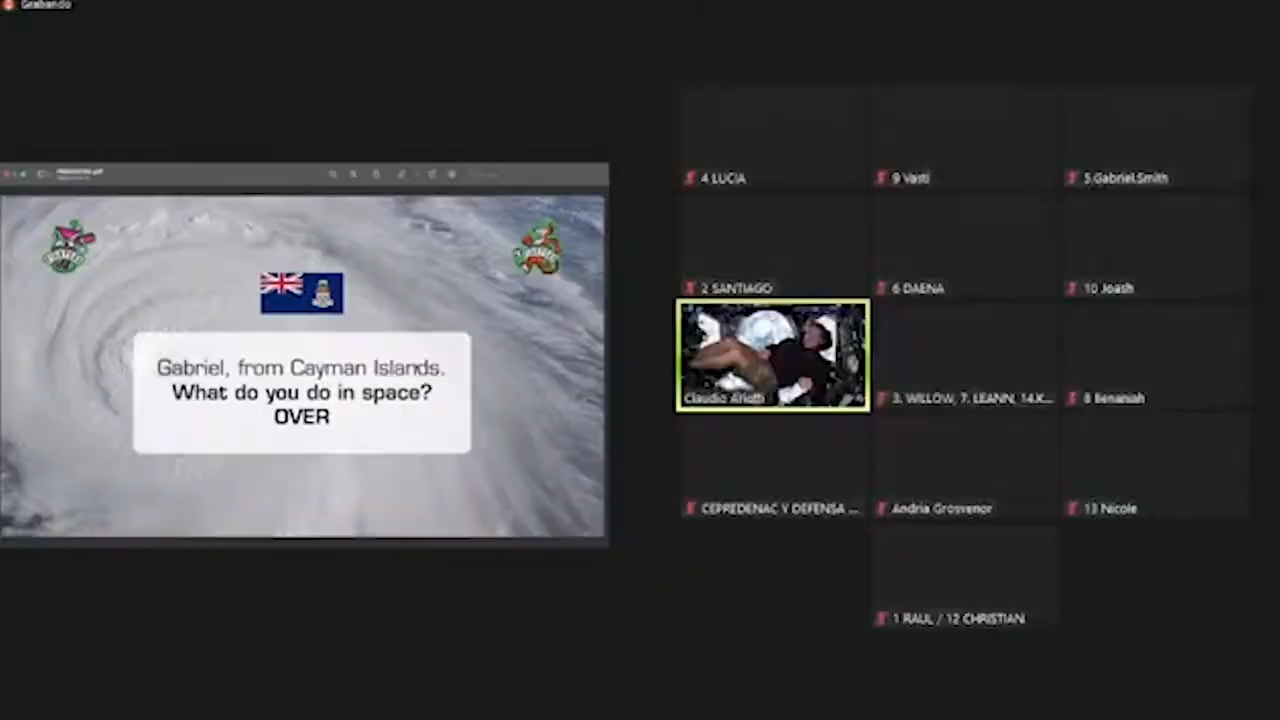 Grabando
Gabriel, from Cayman Islands.
What do you do in space?
OVER
4 LUCIA
9 Vasti
5.Gabriel.Smith
2 SANTIAGO
6 DAENA
10 Joash
Claudio Ariotti
3. WILLOW, 7. LEANN, 14.K...
8 Benaniah
CEPREDENAC Y DEFENSA ...
Andria Grosvenor
13 Nicole
1 RAUL / 12 CHRISTIAN